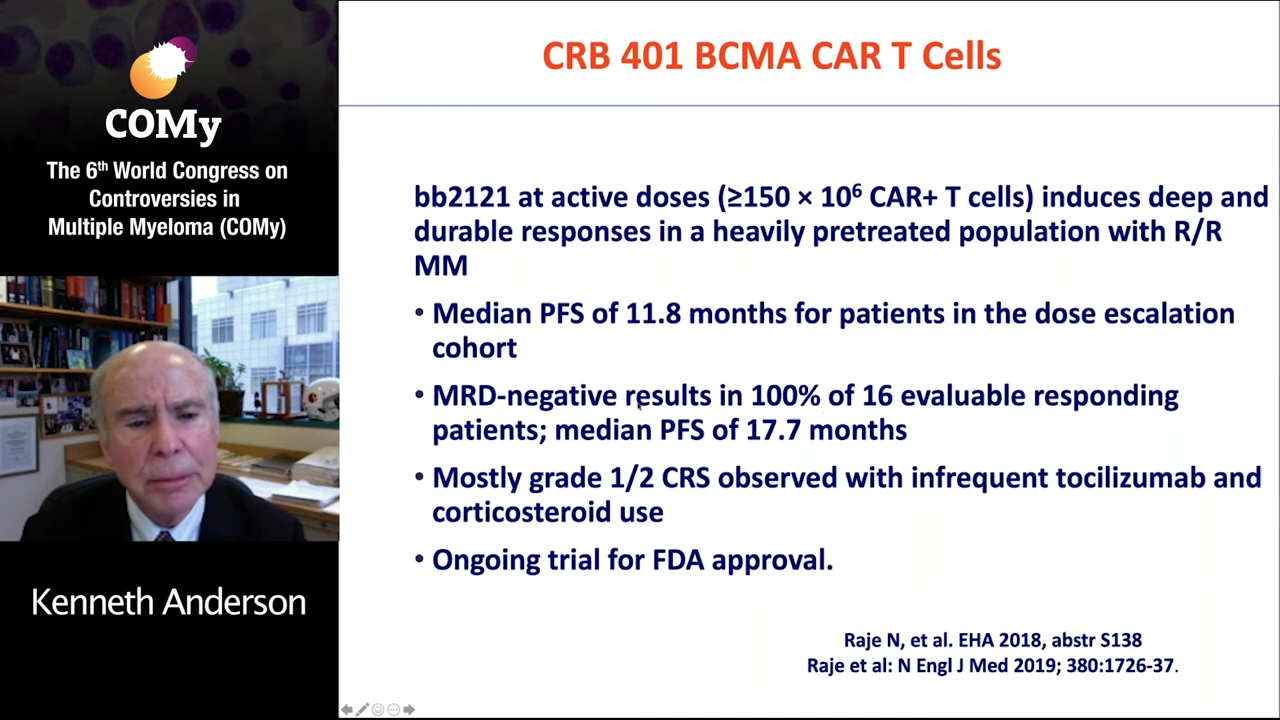 COMy
The 6th World Congress on
Controversies in
Multiple Myeloma (COMy)
Kenneth Anderson
CRB 401 BCMA CAR T Cells
bb2121 at active doses (≥150 × 10⁶ CAR+ T cells) induces deep and
durable responses in a heavily pretreated population with R/R
MM
• Median PFS of 11.8 months for patients in the dose escalation
cohort
• MRD-negative results in 100% of 16 evaluable responding
patients; median PFS of 17.7 months
• Mostly grade 1/2 CRS observed with infrequent tocilizumab and
corticosteroid use
• Ongoing trial for FDA approval.
Raje N, et al. EHA 2018, abstr S138
Raje et al: N Engl J Med 2019; 380:1726-37.